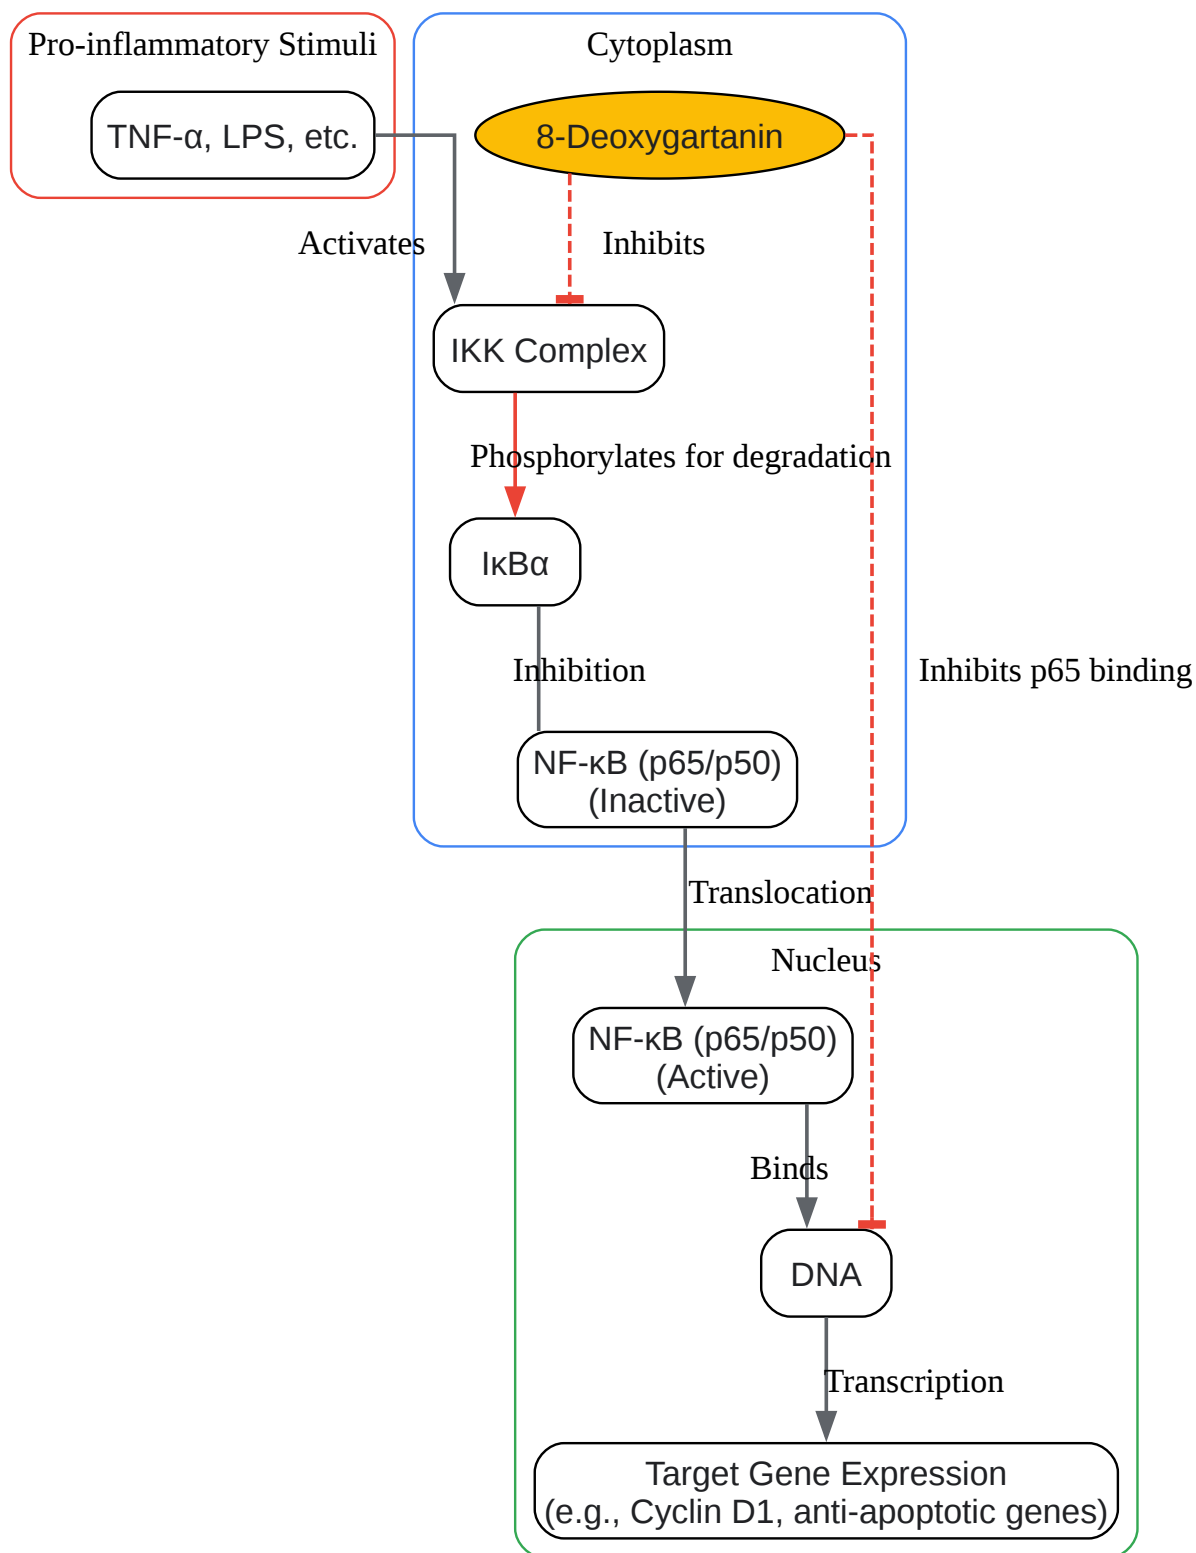 Pro-inflammatory Stimuli
Cytoplasm
TNF-α, LPS, etc.
8-Deoxygartanin
Activates
Inhibits
IKK Complex
Phosphorylates for degradation
IκBα
Inhibition
Inhibits p65 binding
NF-κB (p65/p50)
(Inactive)
Translocation
Nucleus
NF-κB (p65/p50)
(Active)
Binds
DNA
Transcription
Target Gene Expression
(e.g., Cyclin D1, anti-apoptotic genes)